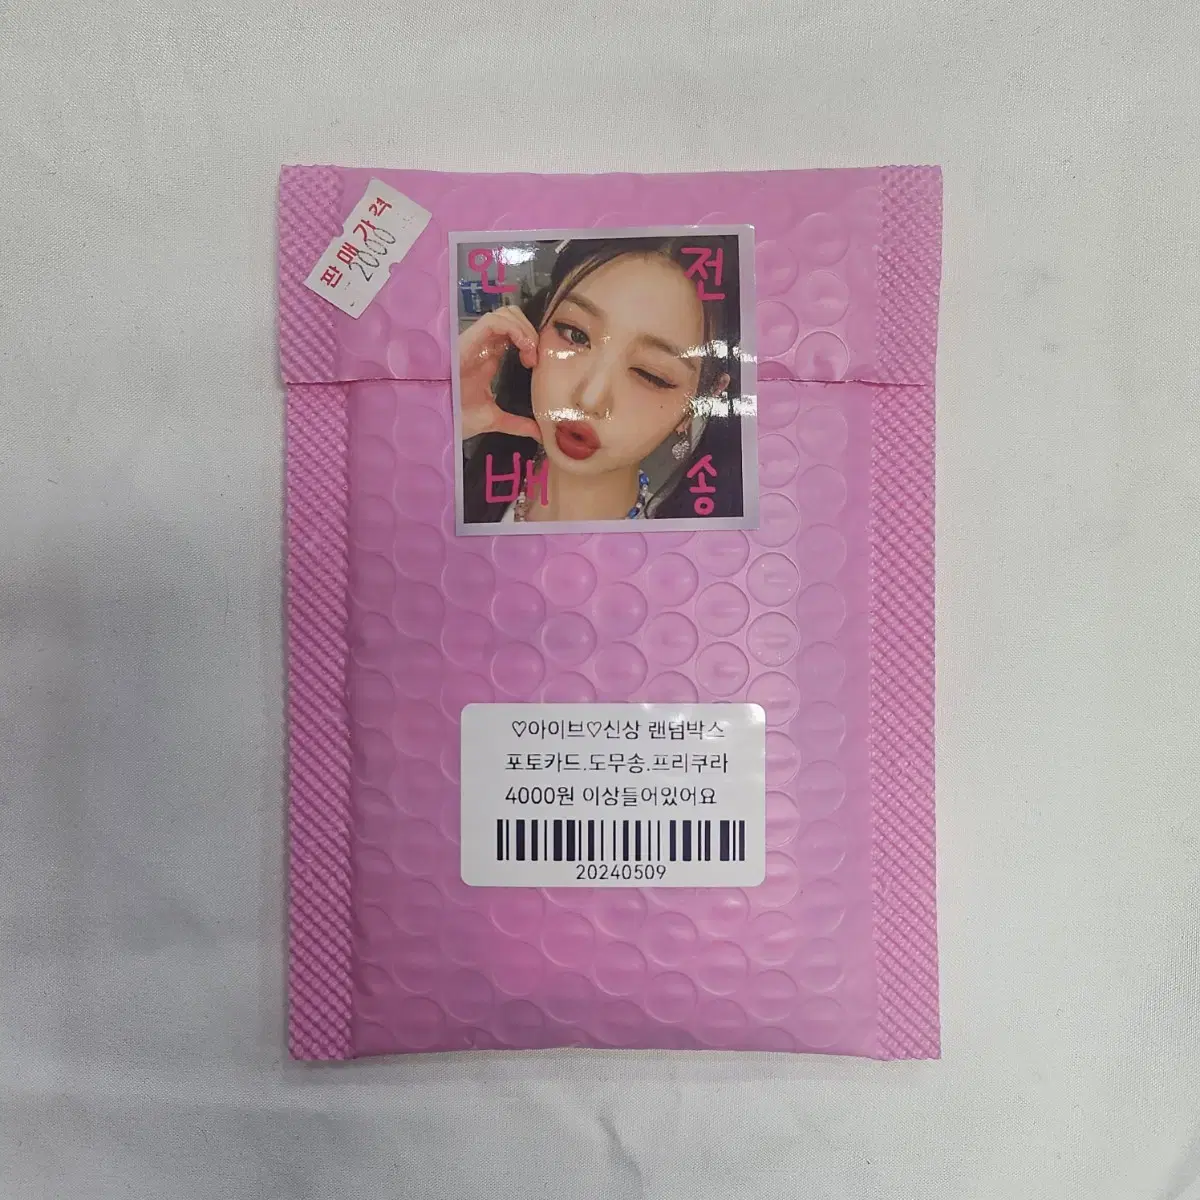 판매가격
2000
안 전
배 송
♡아이브♡신상 랜덤박스
포토카드.도무송.프리쿠라
4000원 이상들어있어요
20240509